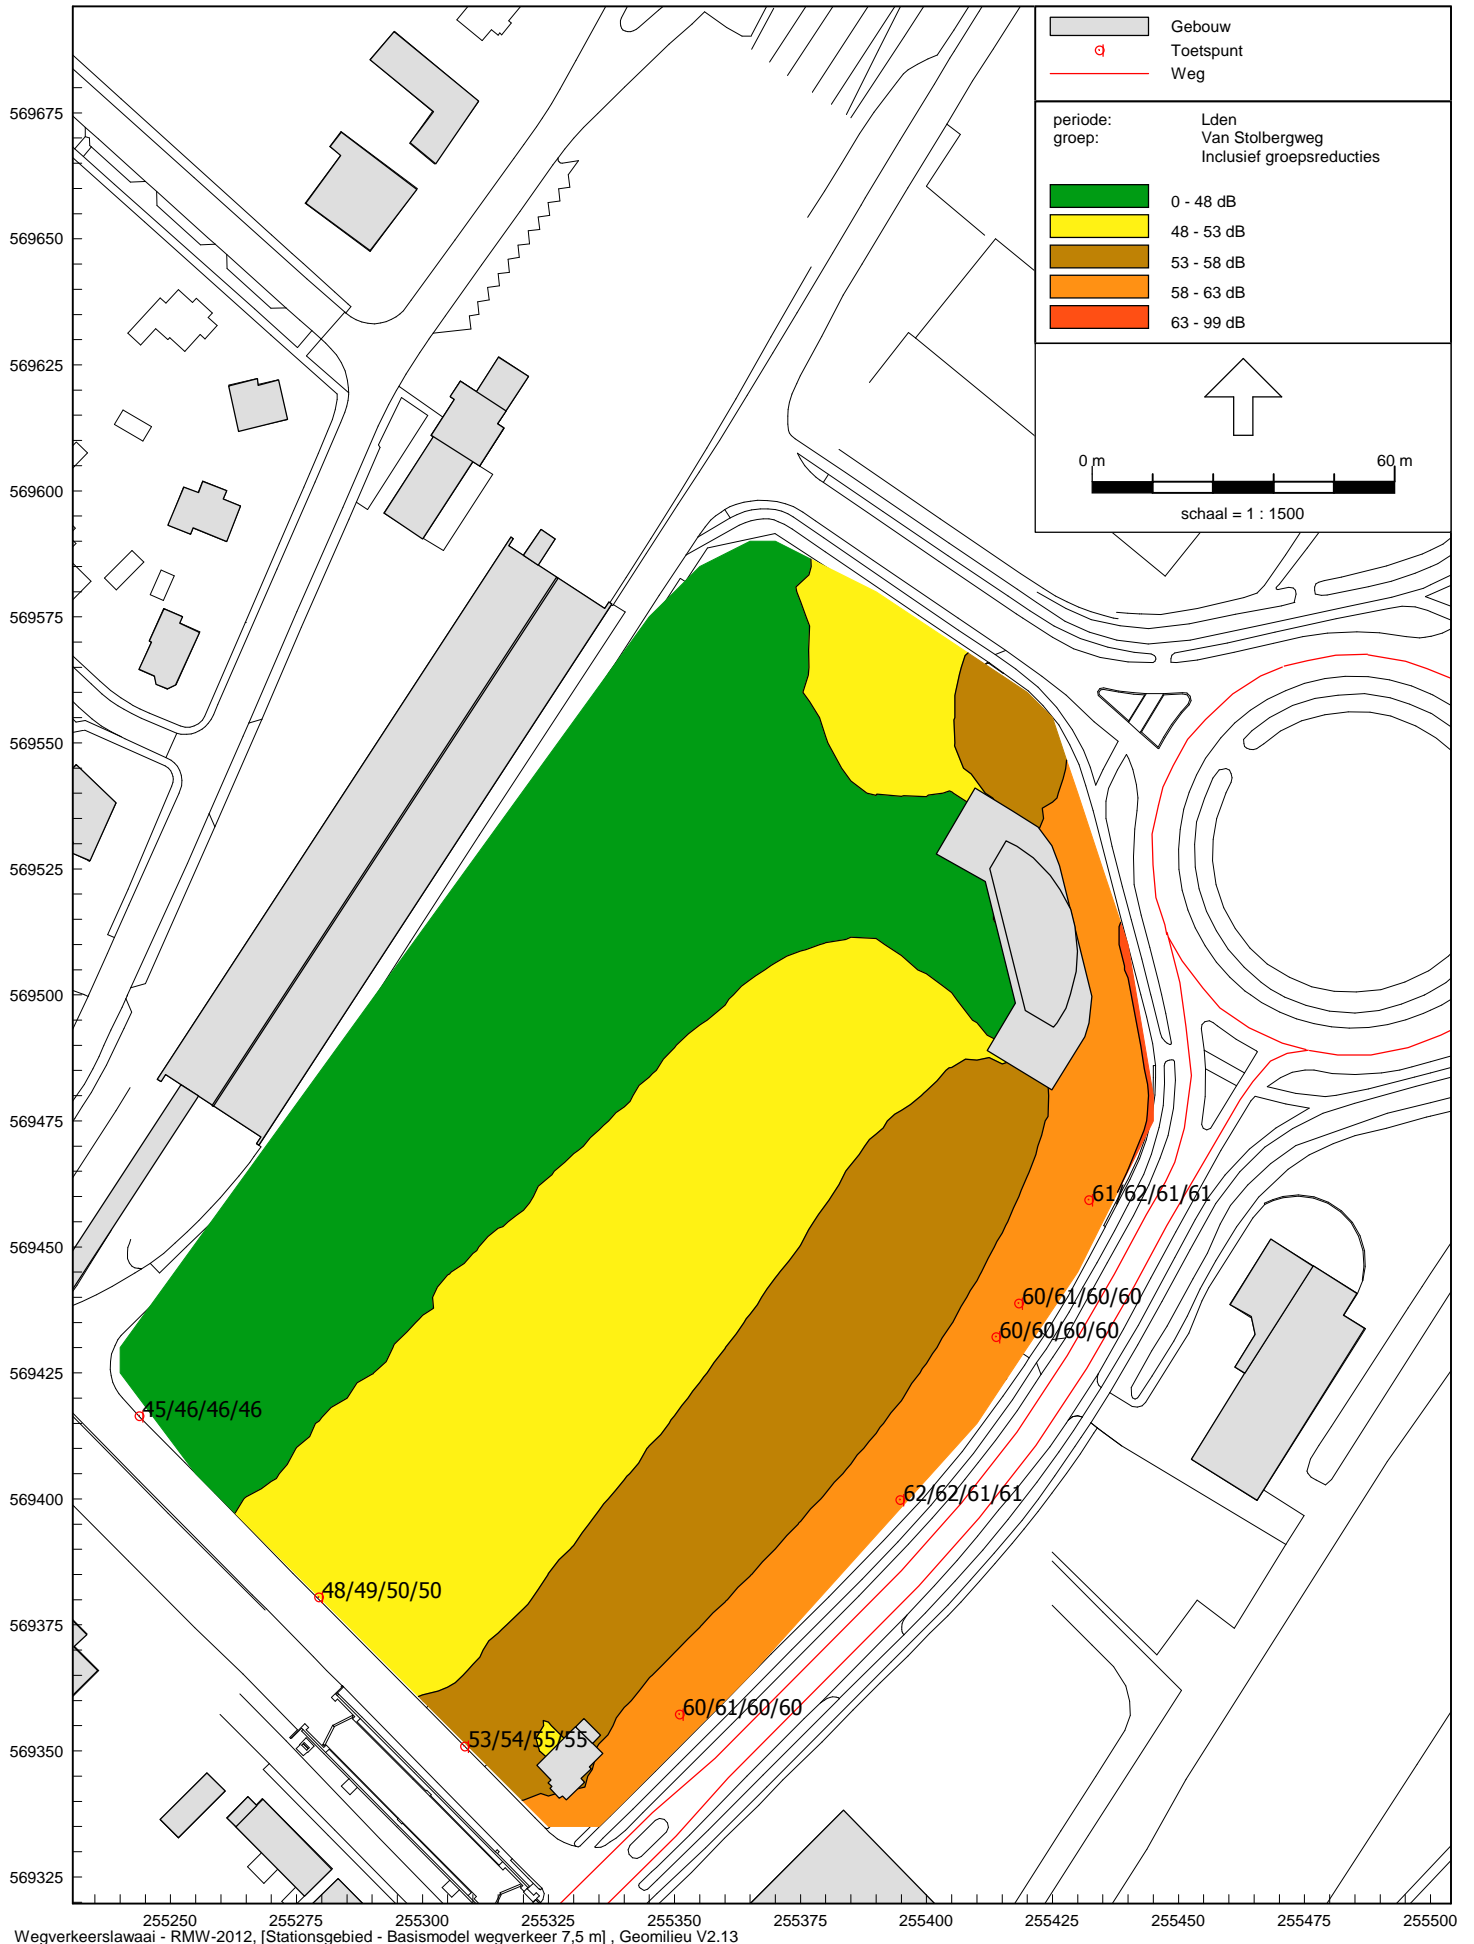 Gebouw
Toetspunt
Weg
periode: Lden
groep: Van Stolbergweg
Inclusief groepsreducties
0 - 48 dB
48 - 53 dB
53 - 58 dB
58 - 63 dB
63 - 99 dB
0 m 60 m
schaal = 1 : 1500
569675
569650
569625
569600
569575
569550
569525
569500
569475
569450
569425
569400
569375
569350
569325
61/62/61/61
60/61/60/60
60/60/60/60
45/46/46/46
62/62/61/61
48/49/50/50
60/61/60/60
53/54/55/55
255250 255275 255300 255325 255350 255375 255400 255425 255450 255475 255500
Wegverkeerslawaai - RMW-2012, [Stationsgebied - Basismodel wegverkeer 7,5 m] , Geomilieu V2.13